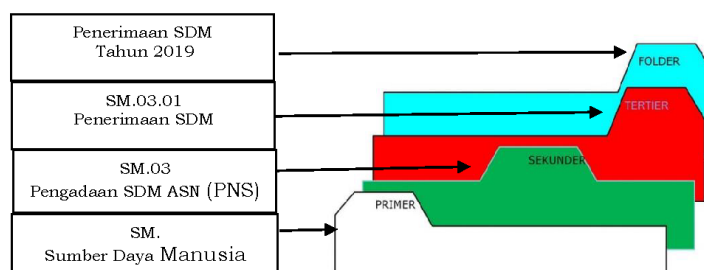 Penerimaan SDM
Tahun 2019
FOLDER
SM.03.01
Penerimaan SDM
TERTIER
SM.03
Pengadaan SDM ASN (PNS)
SEKUNDER
SM.
Sumber Daya Manusia
PRIMER